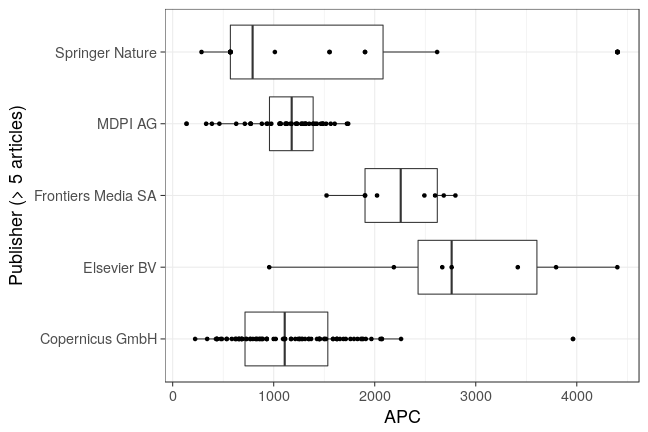 Publisher (> 5 articles)
Springer Nature
MDPI AG
Frontiers Media SA
Elsevier BV
Copernicus GmbH
0 1000 2000 3000 4000
APC